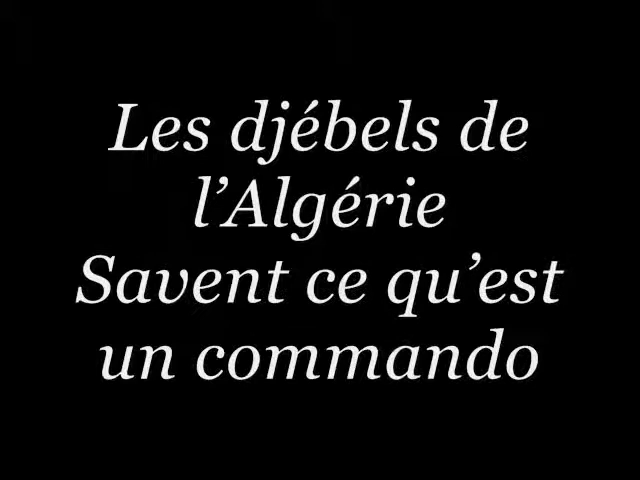 Les djébels de
l’Algérie
Savent ce qu’est
un commando